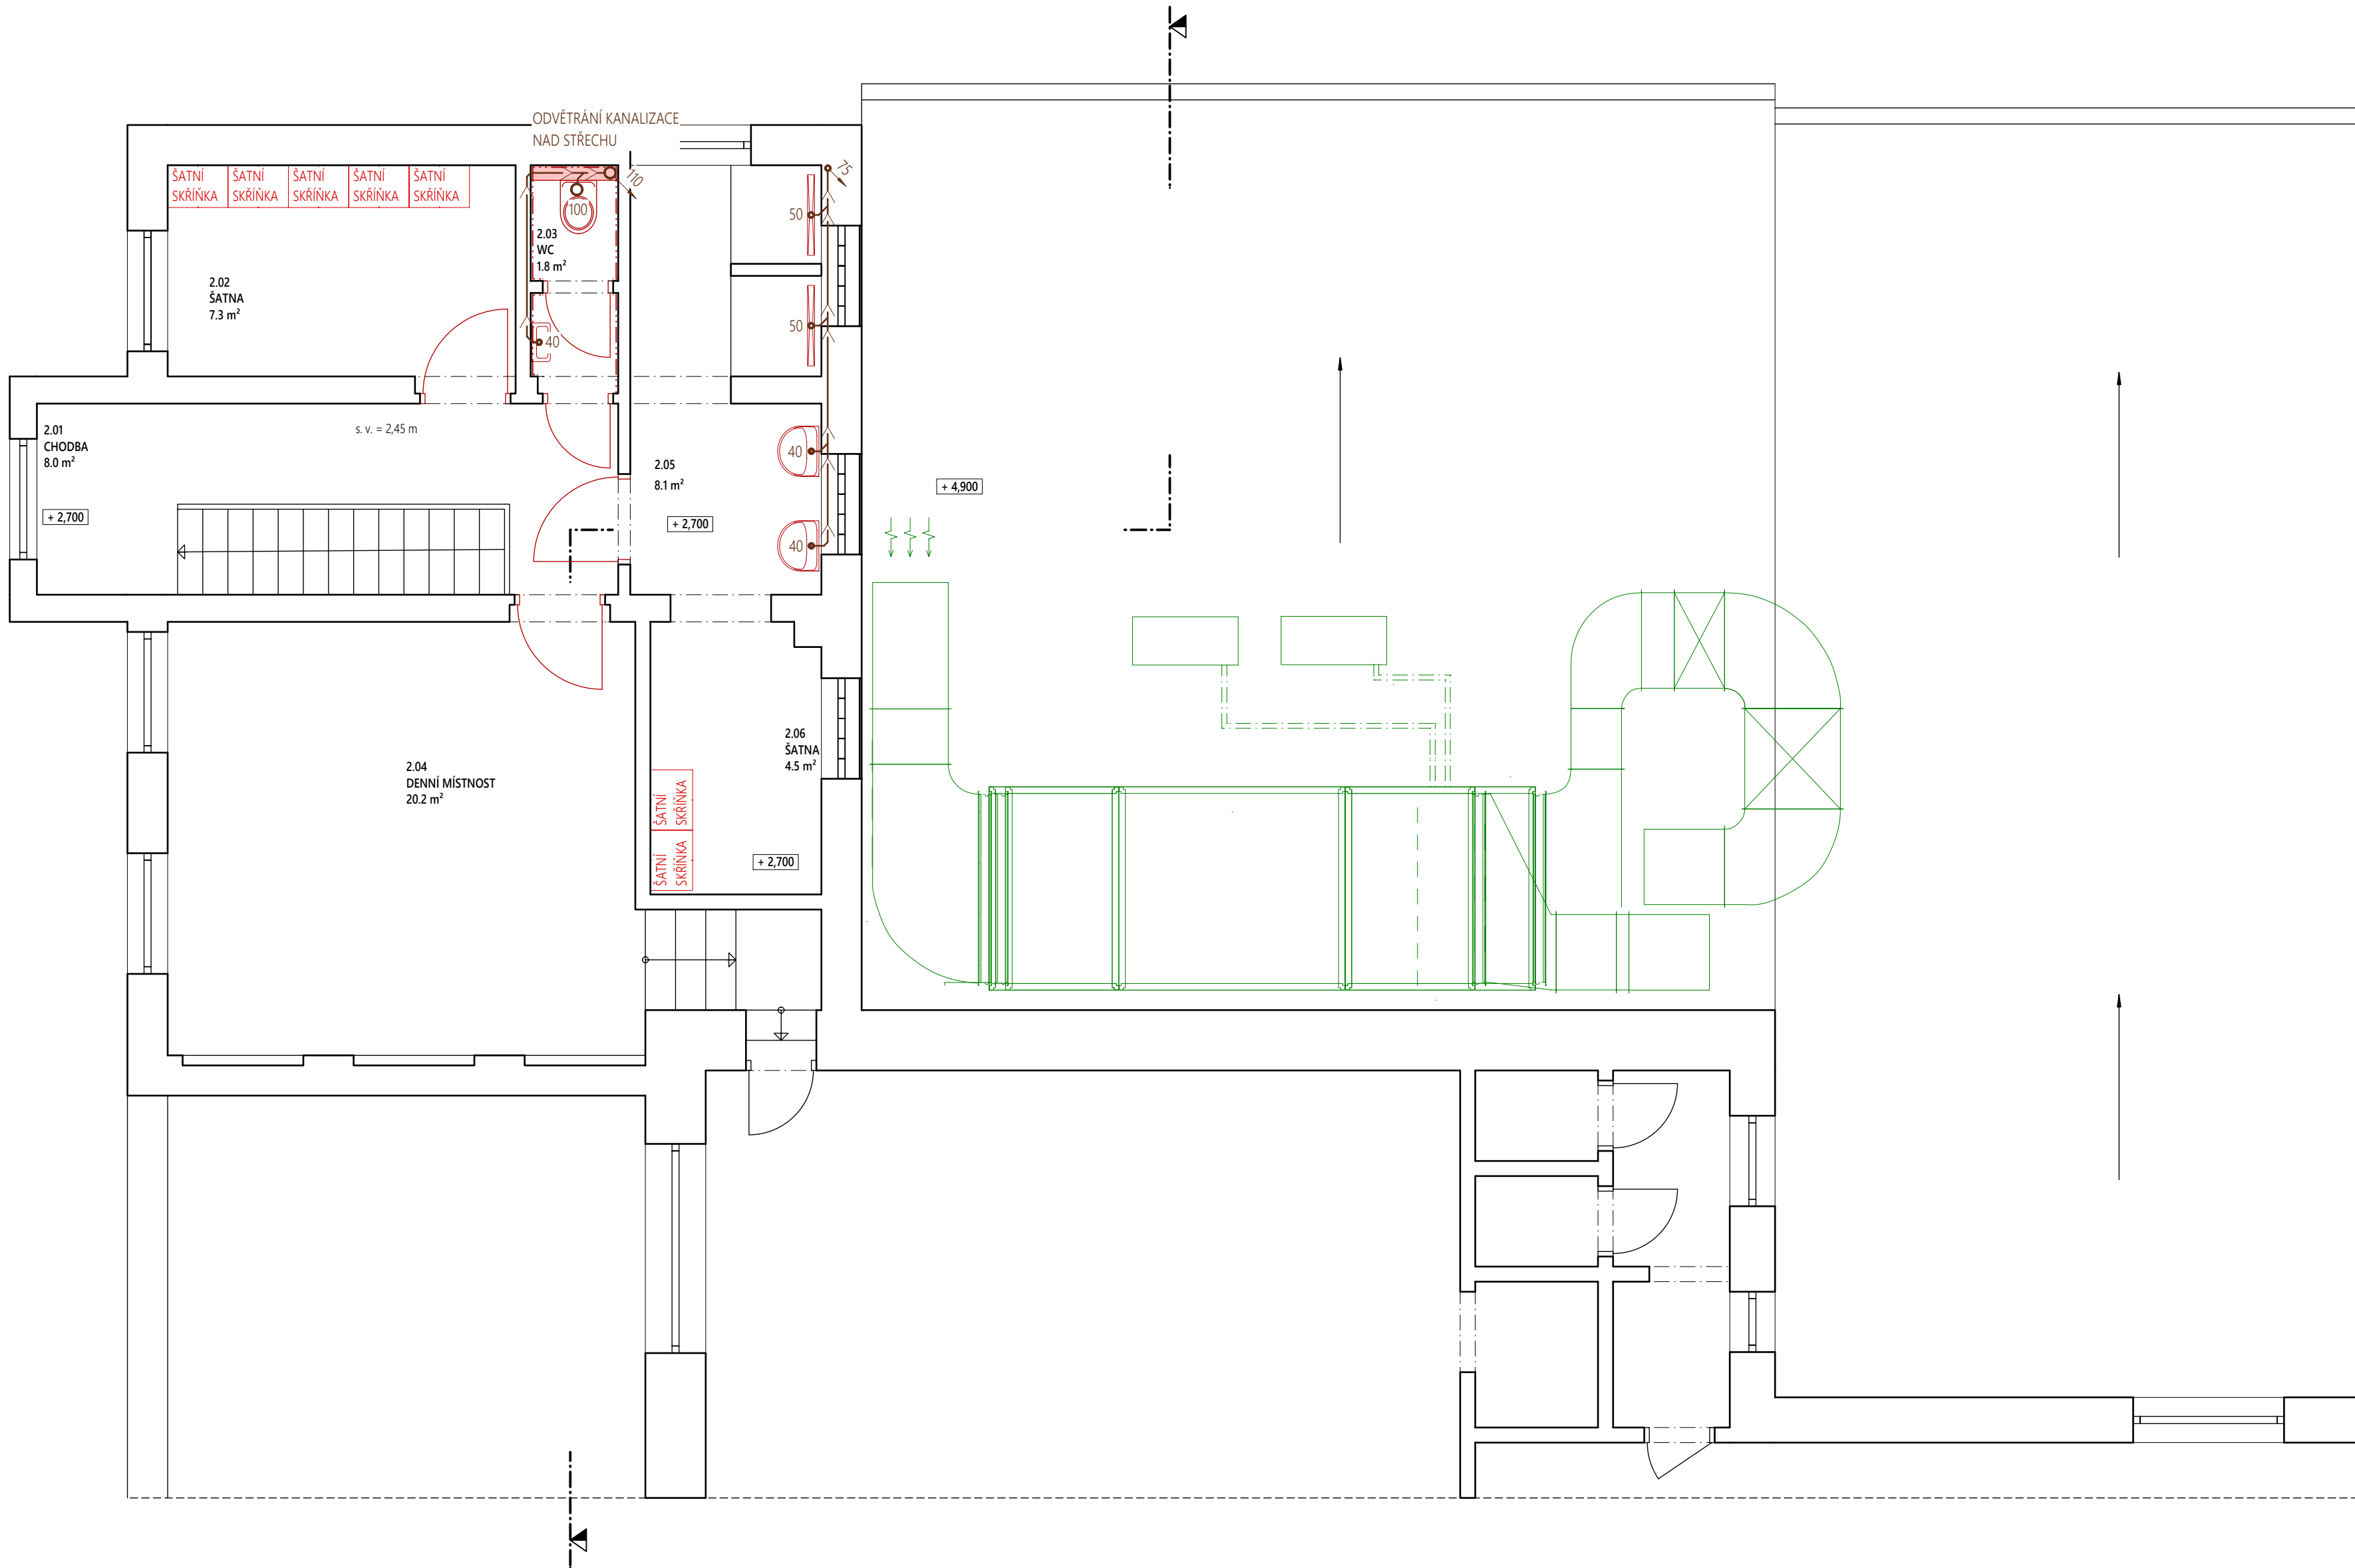 ODVĚTRÁNÍ KANALIZACE
NAD STŘECHU
ŠATNÍ
SKŘÍŇKA
ŠATNÍ
SKŘÍŇKA
ŠATNÍ
SKŘÍŇKA
ŠATNÍ
SKŘÍŇKA
ŠATNÍ
SKŘÍŇKA
110
75
100
50
2.03
WC
1.8 m²
2.02
ŠATNA
7.3 m²
50
40
2.01
CHODBA
8.0 m²
s. v. = 2,45 m
40
2.05
8.1 m²
+ 4,900
+ 2,700
+ 2,700
40
2.06
ŠATNA
4.5 m²
2.04
DENNÍ MÍSTNOST
20.2 m²
ŠATNÍ
SKŘÍŇKA
ŠATNÍ
SKŘÍŇKA
+ 2,700